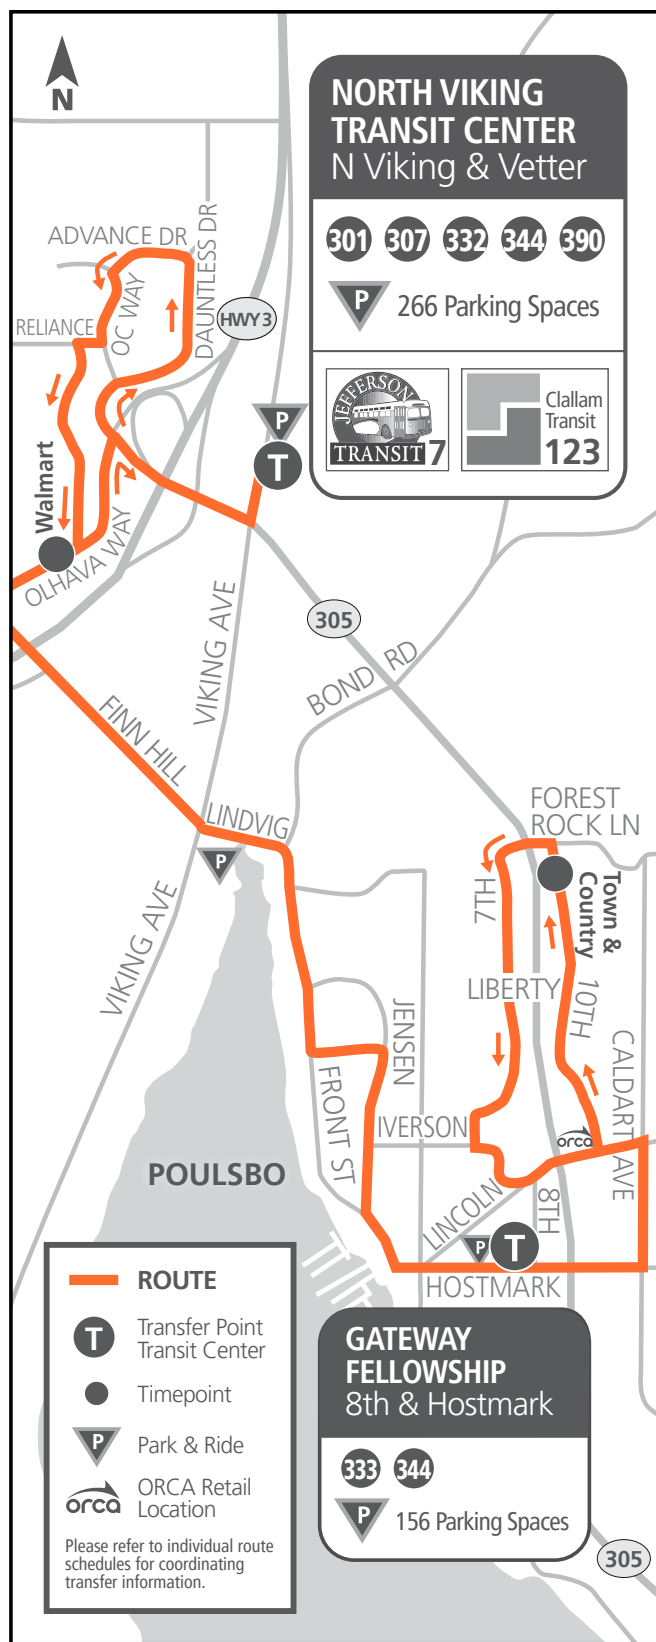 N
NORTH VIKING
TRANSIT CENTER
N Viking & Vetter
301 307 332 344 390
P 266 Parking Spaces
JEFFERSON
TRANSIT 7
Clallam
Transit
123
ADVANCE DR
DAUNTLESS DR
OC WAY
RELIANCE
HWY 3
P
T
Walmart
OLHAVA WAY
VIKING AVE
305
BOND RD
FINN HILL
LINDVIG
P
FOREST
ROCK LN
Town &
Country
7TH
VIKING AVE
LIBERTY
10TH
JENSEN
CALDART AVE
FRONT ST
IVERSON
orca
POULSBO
LINCOLN
8TH
P
T
HOSTMARK
ROUTE
T
Transfer Point
Transit Center
Timepoint
P
Park & Ride
orca
ORCA Retail
Location
Please refer to individual route
schedules for coordinating
transfer information.
GATEWAY
FELLOWSHIP
8th & Hostmark
333 344
P 156 Parking Spaces
305